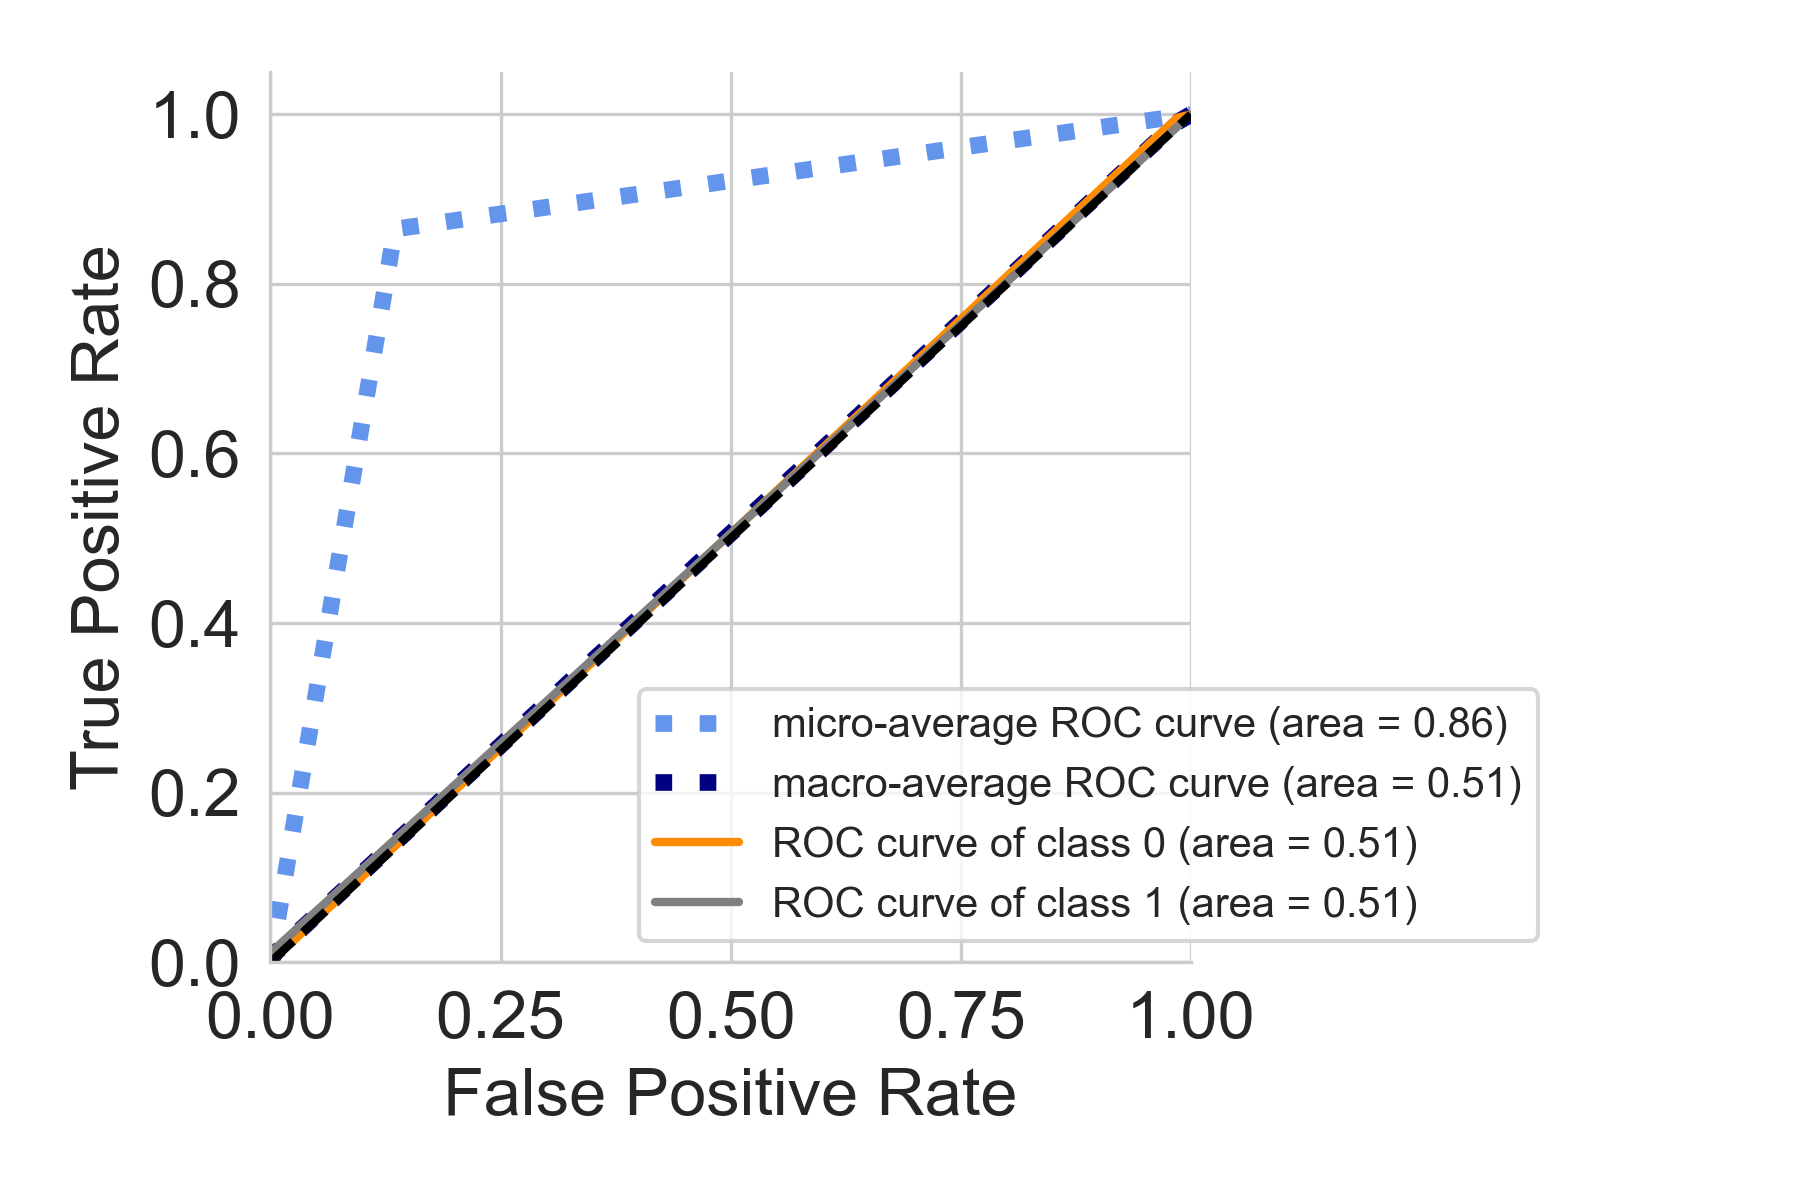 True Positive Rate
1.0
0.8
0.6
0.4
0.2
0.0
0.00 0.25 0.50 0.75 1.00
False Positive Rate
micro-average ROC curve (area = 0.86)
macro-average ROC curve (area = 0.51)
ROC curve of class 0 (area = 0.51)
ROC curve of class 1 (area = 0.51)